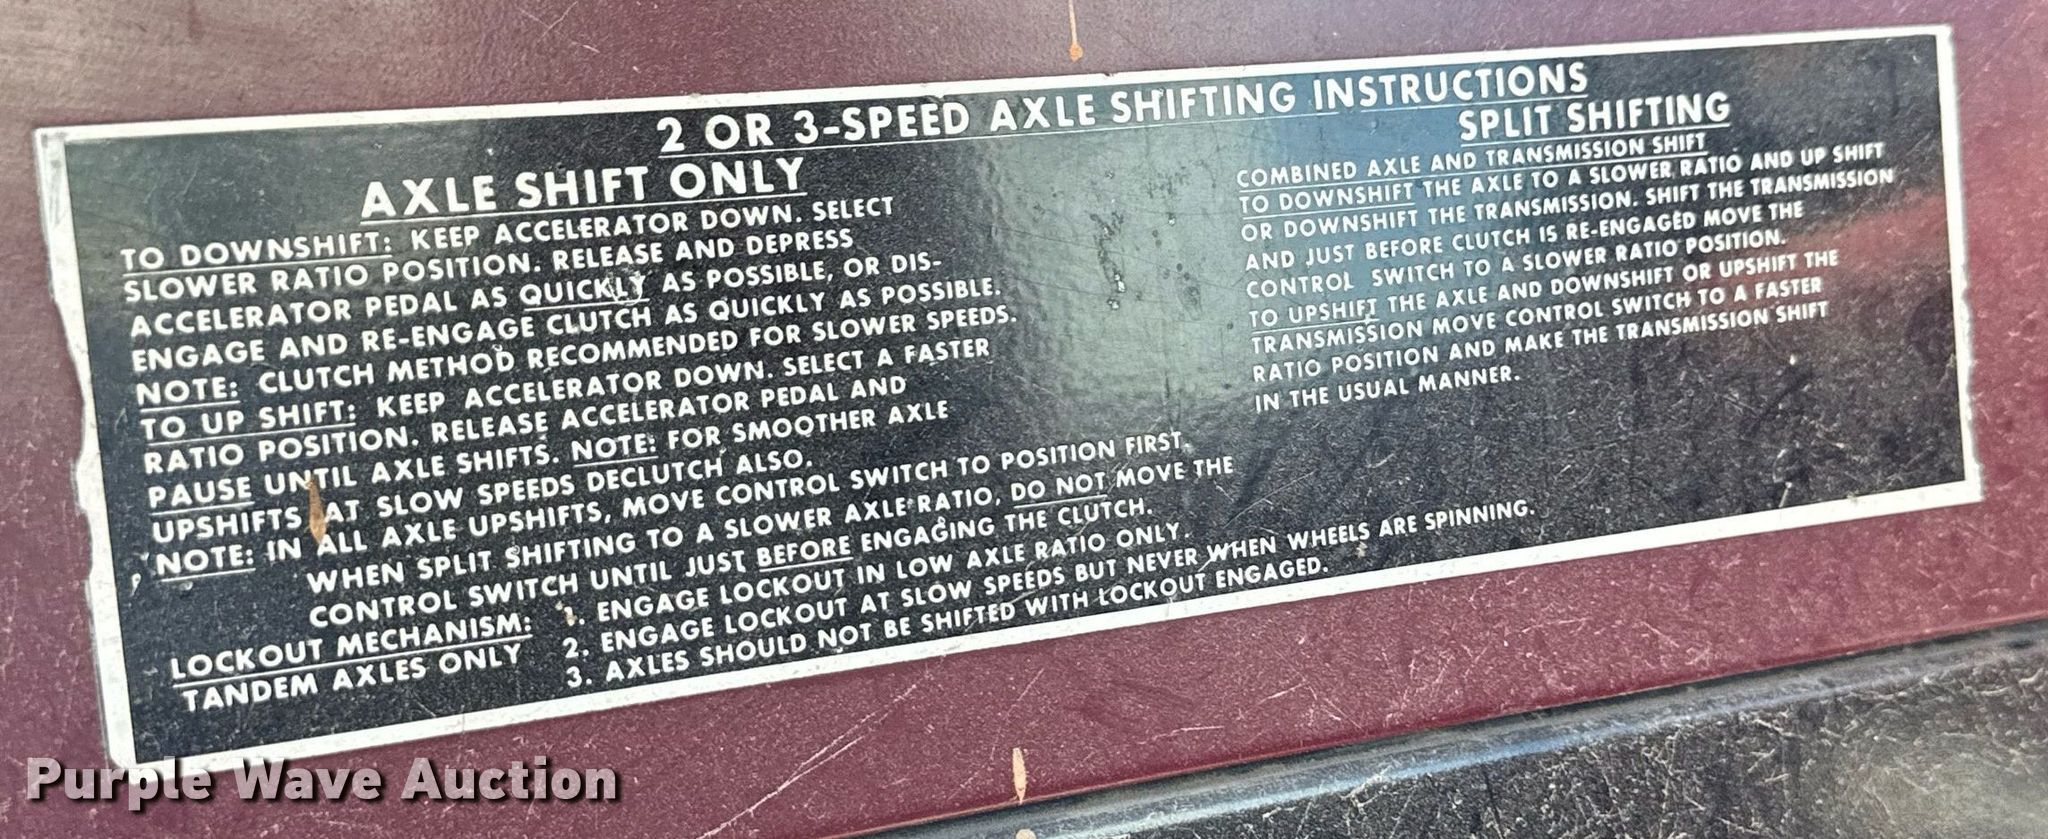 2 OR 3-SPEED AXLE SHIFTING INSTRUCTIONS
AXLE SHIFT ONLY
TO DOWNSHIFT: KEEP ACCELERATOR DOWN. SELECT
SLOWER RATIO POSITION. RELEASE AND DEPRESS
ACCELERATOR PEDAL AS QUICKLY AS POSSIBLE, OR DIS-
ENGAGE AND RE-ENGAGE CLUTCH AS QUICKLY AS POSSIBLE.
NOTE: CLUTCH METHOD RECOMMENDED FOR SLOWER SPEEDS.
TO UP SHIFT: KEEP ACCELERATOR DOWN. SELECT A FASTER
RATIO POSITION. RELEASE ACCELERATOR PEDAL AND
PAUSE UNTIL AXLE SHIFTS. NOTE: FOR SMOOTHER AXLE
UPSHIFTS AT SLOW SPEEDS DECLUTCH ALSO.
SPLIT SHIFTING
COMBINED AXLE AND TRANSMISSION SHIFT
TO DOWNSHIFT THE AXLE TO A SLOWER RATIO AND UP SHIFT
OR DOWNSHIFT THE TRANSMISSION. SHIFT THE TRANSMISSION
AND JUST BEFORE CLUTCH IS RE-ENGAGED MOVE THE
CONTROL SWITCH TO A SLOWER RATIO POSITION.
TO UPSHIFT THE AXLE AND DOWNSHIFT OR UPSHIFT THE
TRANSMISSION MOVE CONTROL SWITCH TO A FASTER
RATIO POSITION AND MAKE THE TRANSMISSION SHIFT
IN THE USUAL MANNER.
NOTE: IN ALL AXLE UPSHIFTS, MOVE CONTROL SWITCH TO POSITION FIRST.
WHEN SPLIT SHIFTING TO A SLOWER AXLE RATIO, DO NOT MOVE THE
CONTROL SWITCH UNTIL JUST BEFORE ENGAGING THE CLUTCH.
LOCKOUT MECHANISM:
TANDEM AXLES ONLY
1. ENGAGE LOCKOUT IN LOW AXLE RATIO ONLY.
2. ENGAGE LOCKOUT AT SLOW SPEEDS BUT NEVER WHEN WHEELS ARE SPINNING.
3. AXLES SHOULD NOT BE SHIFTED WITH LOCKOUT ENGAGED.
Purple Wave Auction